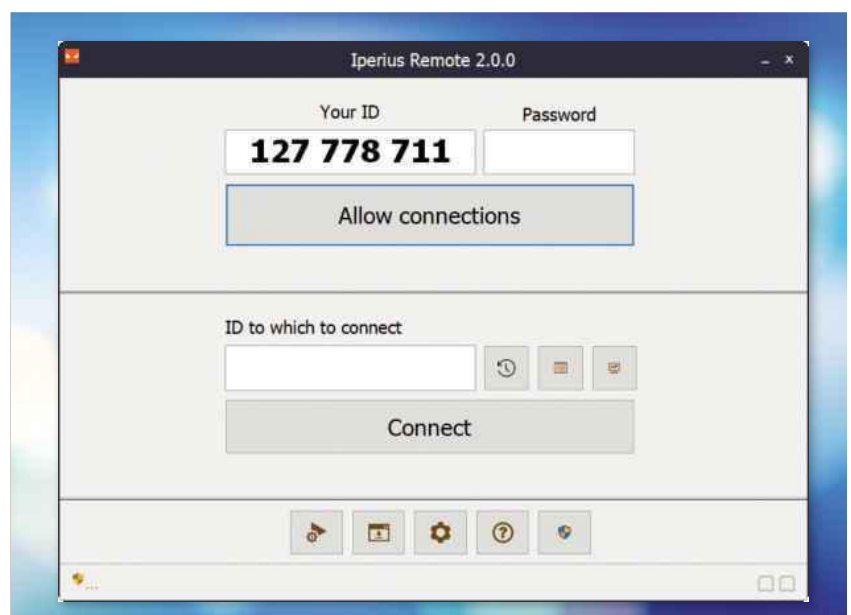 Iperius Remote 2.0.0
Your ID
Password
127 778 711
Allow connections
ID to which to connect
Connect
...